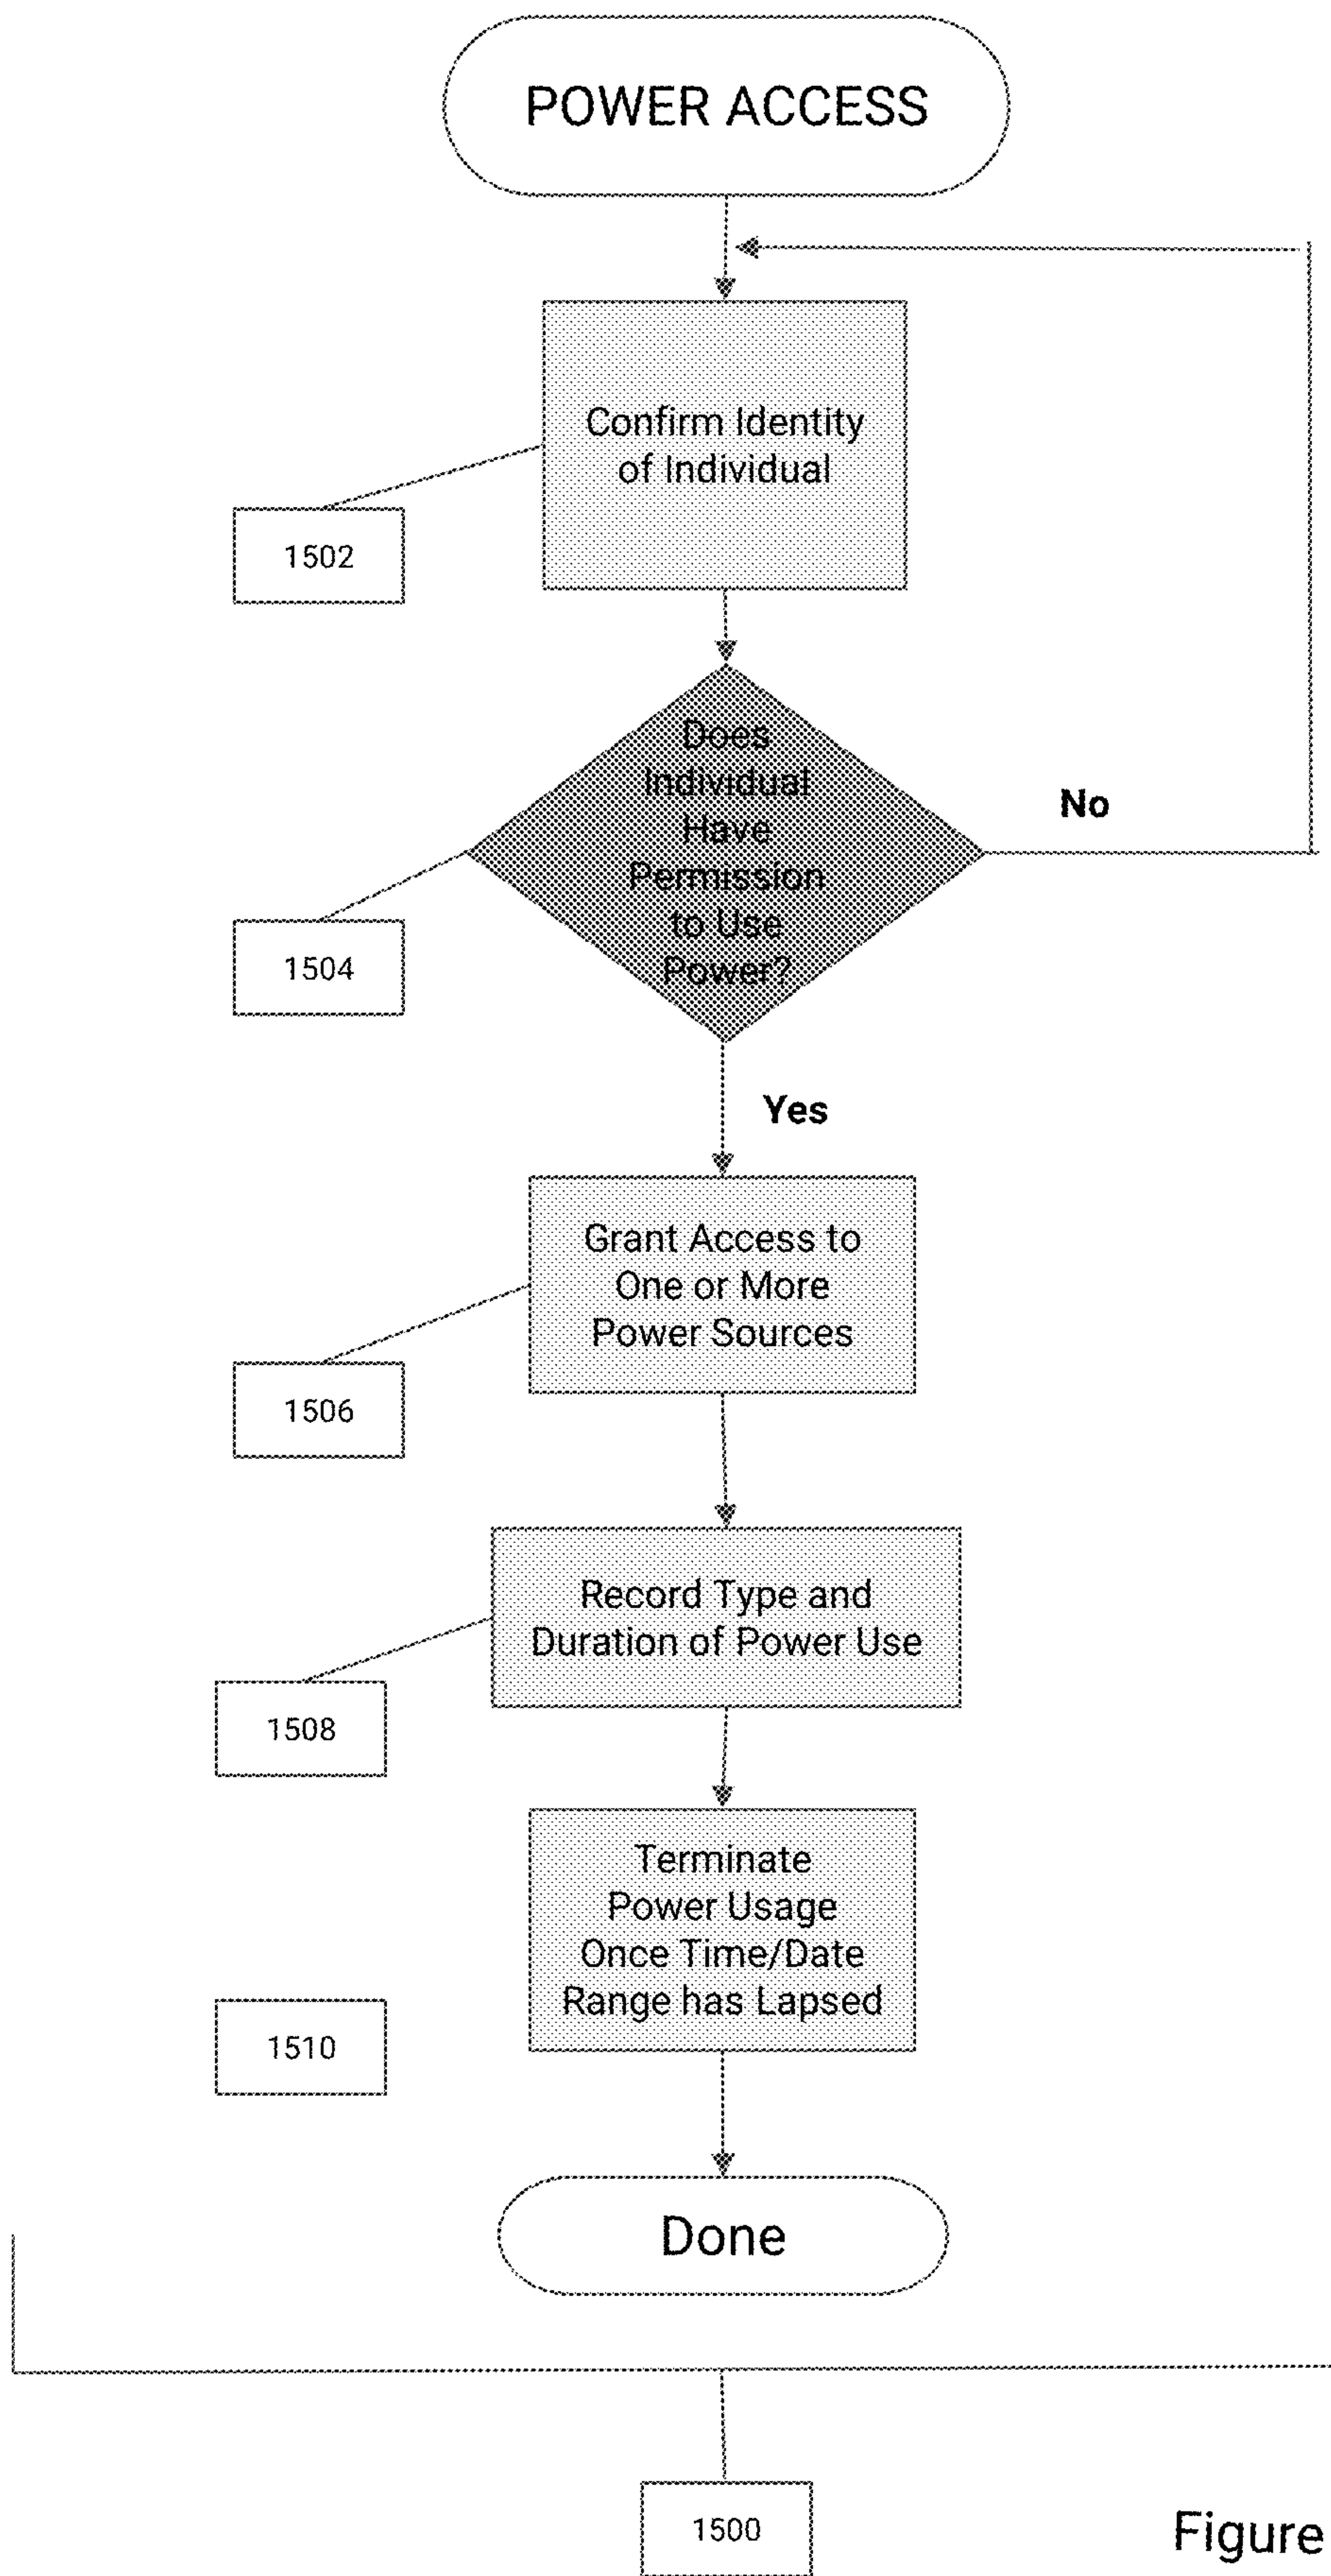 POWER ACCESS
Confirm Identity
of Individual
1502
Does
Individual
Have
Permission
to Use
Power?
No
1504
Yes
Grant Access to
One or More
Power Sources
1506
Record Type and
Duration of Power Use
1508
Terminate
Power Usage
Once Time/Date
Range has Lapsed
1510
Done
1500
Figure